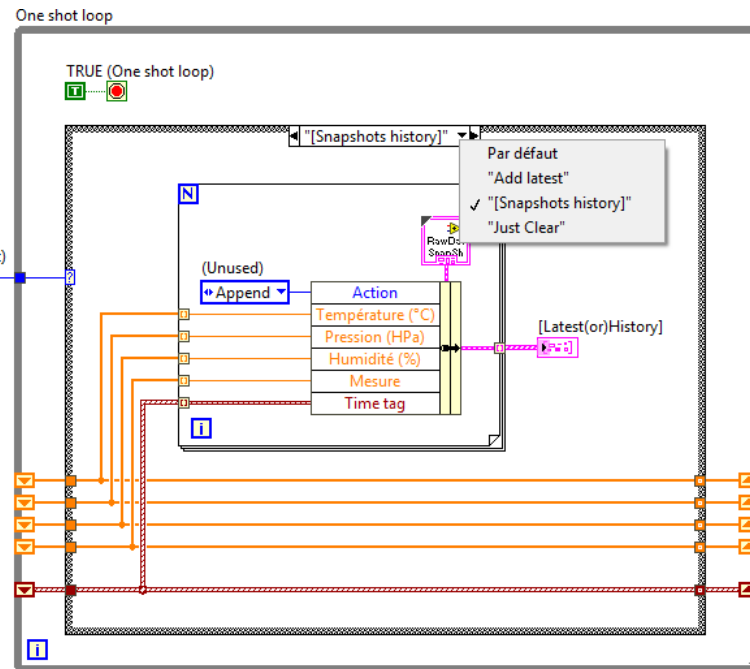 One shot loop
TRUE (One shot loop)
T
"[Snapshots history]"
Par défaut
"Add latest"
✓ "[Snapshots history]"
"Just Clear"
N
(Unused)
Append
Action
Température (°C)
Pression (HPa)
Humidité (%)
Mesure
Time tag
[Latest(or)History]
i
?
i